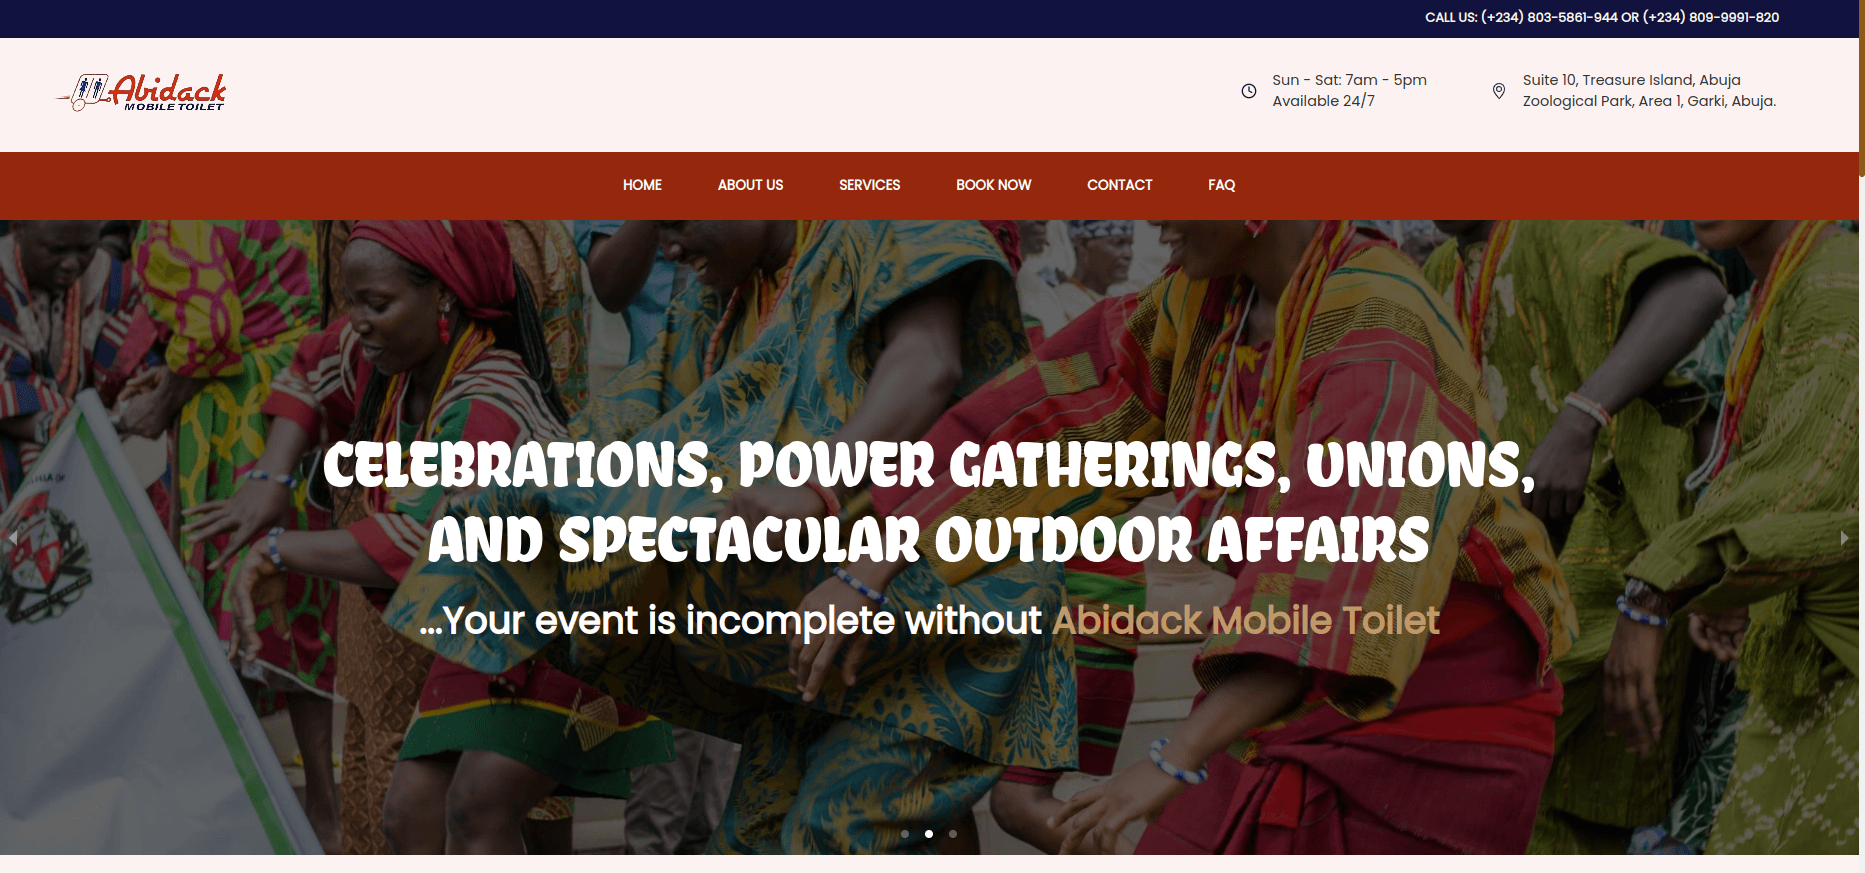 CALL US: (+234) 803-5861-944 OR (+234) 809-9991-820
Abidack
MOBILE TOILET
Sun - Sat: 7am - 5pm
Available 24/7
Suite 10, Treasure Island, Abuja
Zoological Park, Area 1, Garki, Abuja.
HOME ABOUT US SERVICES BOOK NOW CONTACT FAQ
CELEBRATIONS, POWER GATHERINGS, UNIONS,
AND SPECTACULAR OUTDOOR AFFAIRS
...Your event is incomplete without Abidack Mobile Toilet